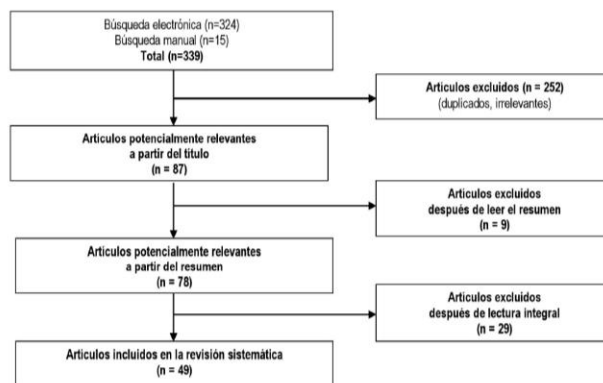 Búsqueda electrónica (n=324)
Búsqueda manual (n=15)
Total (n=339)
Artículos excluidos (n = 252)
(duplicados, irrelevantes)
Artículos potencialmente relevantes
a partir del título
(n = 87)
Artículos excluidos
después de leer el resumen
(n = 9)
Artículos potencialmente relevantes
a partir del resumen
(n = 78)
Artículos excluidos
después de lectura integral
(n = 29)
Artículos incluidos en la revisión sistemática
(n = 49)